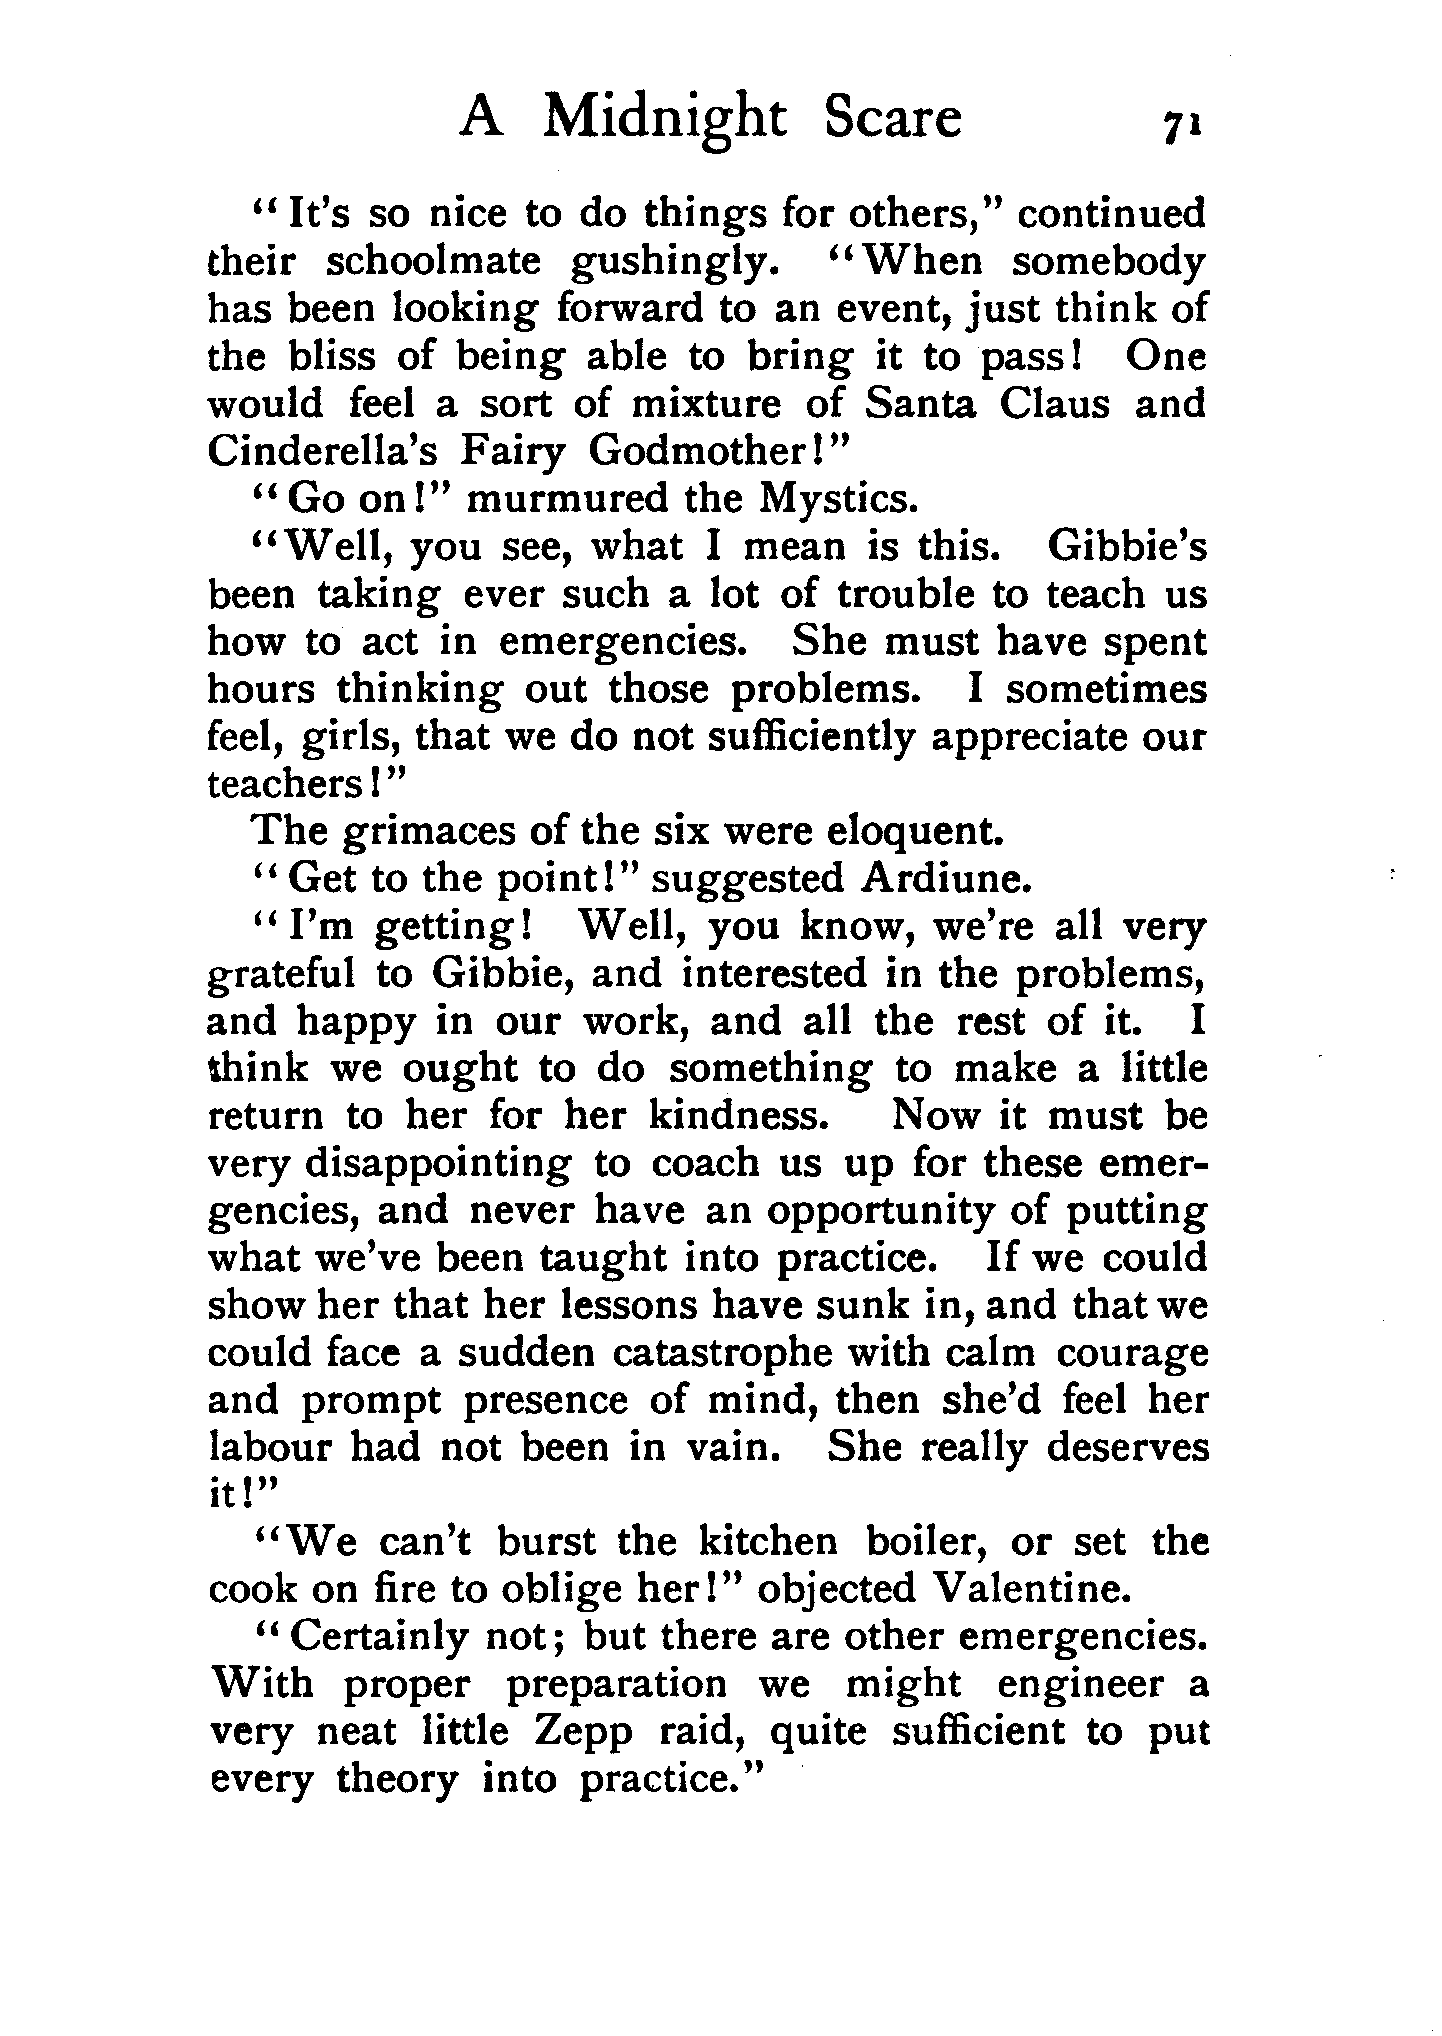 A Midnight Scare 71
"It's so nice to do things for others," continued
their schoolmate gushingly. "When somebody
has been looking forward to an event, just think of
the bliss of being able to bring it to pass! One
would feel a sort of mixture of Santa Claus and
Cinderella's Fairy Godmother!"
"Go on!" murmured the Mystics.
"Well, you see, what I mean is this. Gibbie's
been taking ever such a lot of trouble to teach us
how to act in emergencies. She must have spent
hours thinking out those problems. I sometimes
feel, girls, that we do not sufficiently appreciate our
teachers!"
The grimaces of the six were eloquent.
"Get to the point!" suggested Ardiune.
"I'm getting! Well, you know, we're all very
grateful to Gibbie, and interested in the problems,
and happy in our work, and all the rest of it. I
think we ought to do something to make a little
return to her for her kindness. Now it must be
very disappointing to coach us up for these emer-
gencies, and never have an opportunity of putting
what we've been taught into practice. If we could
show her that her lessons have sunk in, and that we
could face a sudden catastrophe with calm courage
and prompt presence of mind, then she'd feel her
labour had not been in vain. She really deserves
it!"
"We can't burst the kitchen boiler, or set the
cook on fire to oblige her!" objected Valentine.
"Certainly not; but there are other emergencies.
With proper preparation we might engineer a
very neat little Zepp raid, quite sufficient to put
every theory into practice."